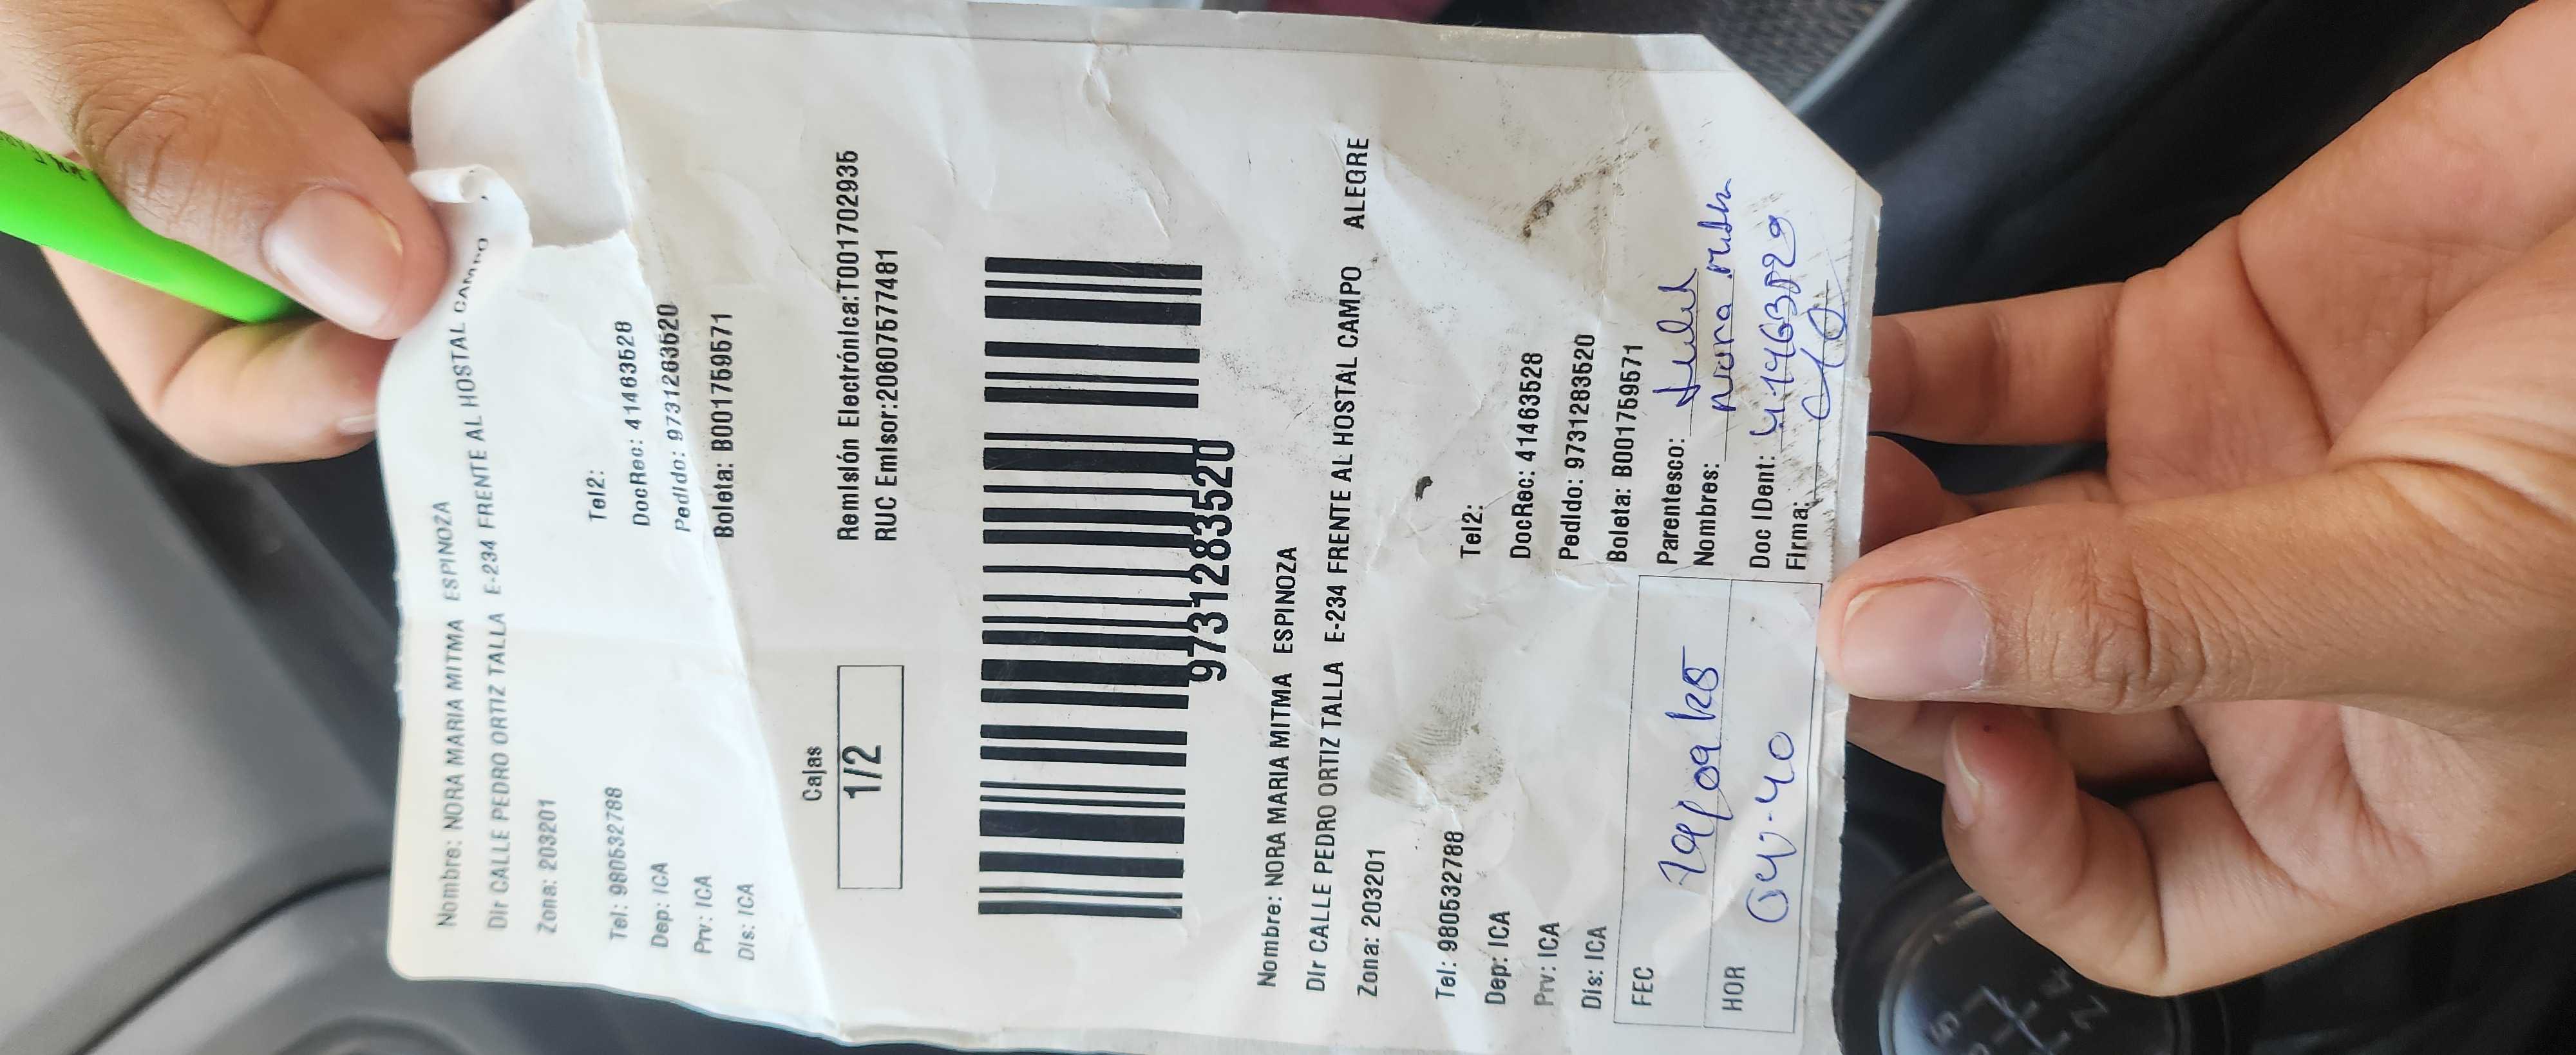 Nombre: NORA MARIA MITMA ESPINOZA
Dir CALLE PEDRO ORTIZ TALLA E-234 FRENTE AL HOSTAL CAMPO
Zona: 203201
Tel: 980532788 Tel2:
Dep: ICA DocRec: 41463528
Prv: ICA Pedido: 9731283520
Dis: ICA Boleta: B001759571
Cajas
1/2
Remisión Electrónica:T001702935
RUC Emisor:20607577481
9731283520
Nombre: NORA MARIA MITMA ESPINOZA
Dir CALLE PEDRO ORTIZ TALLA E-234 FRENTE AL HOSTAL CAMPO ALEGRE
Zona: 203201
Tel: 980532788 Tel2:
Dep: ICA DocRec: 41463528
Prv: ICA Pedido: 9731283520
Dis: ICA Boleta: B001759571
FEC
HOR
Parentesco:
Nombres: Nora
Doc IDent:
Firma: